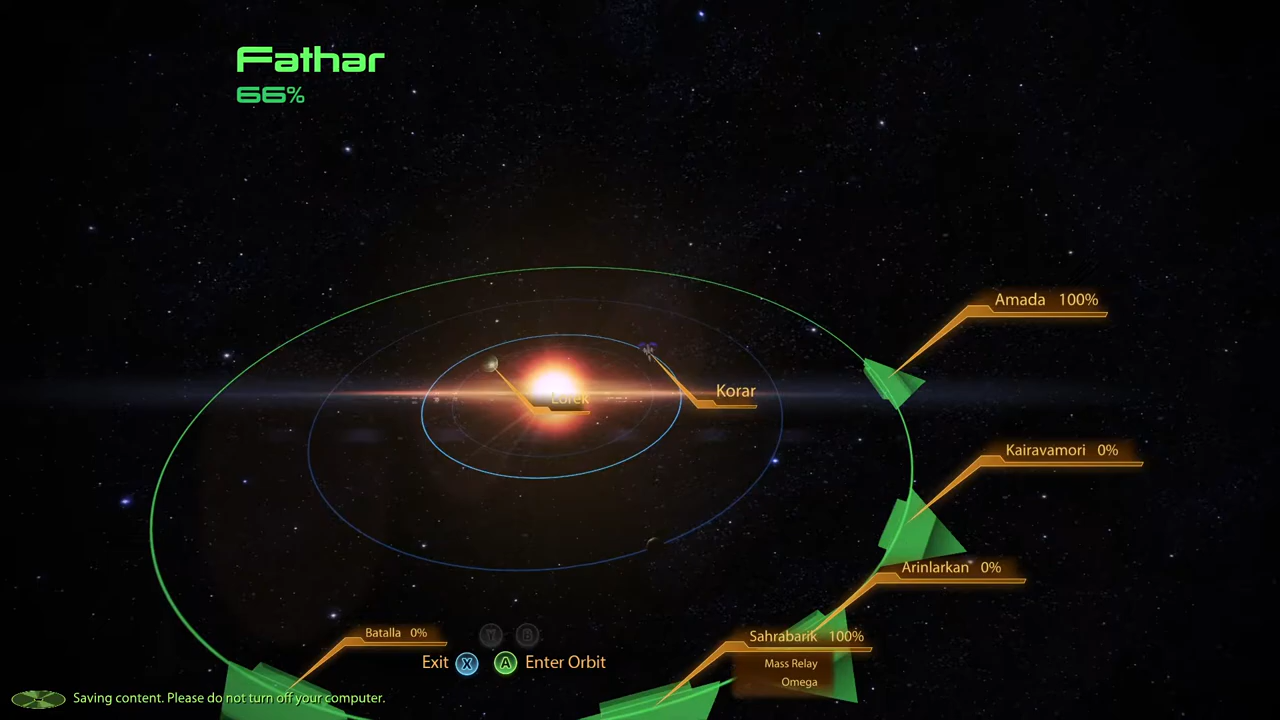 Fathar
66%
Amada 100%
Korar
Lorek
Kairavamori 0%
Arinlarkan 0%
Batalla 0%
Y B
Sahrabarik 100%
Mass Relay
Omega
Exit X A Enter Orbit
Saving content. Please do not turn off your computer.